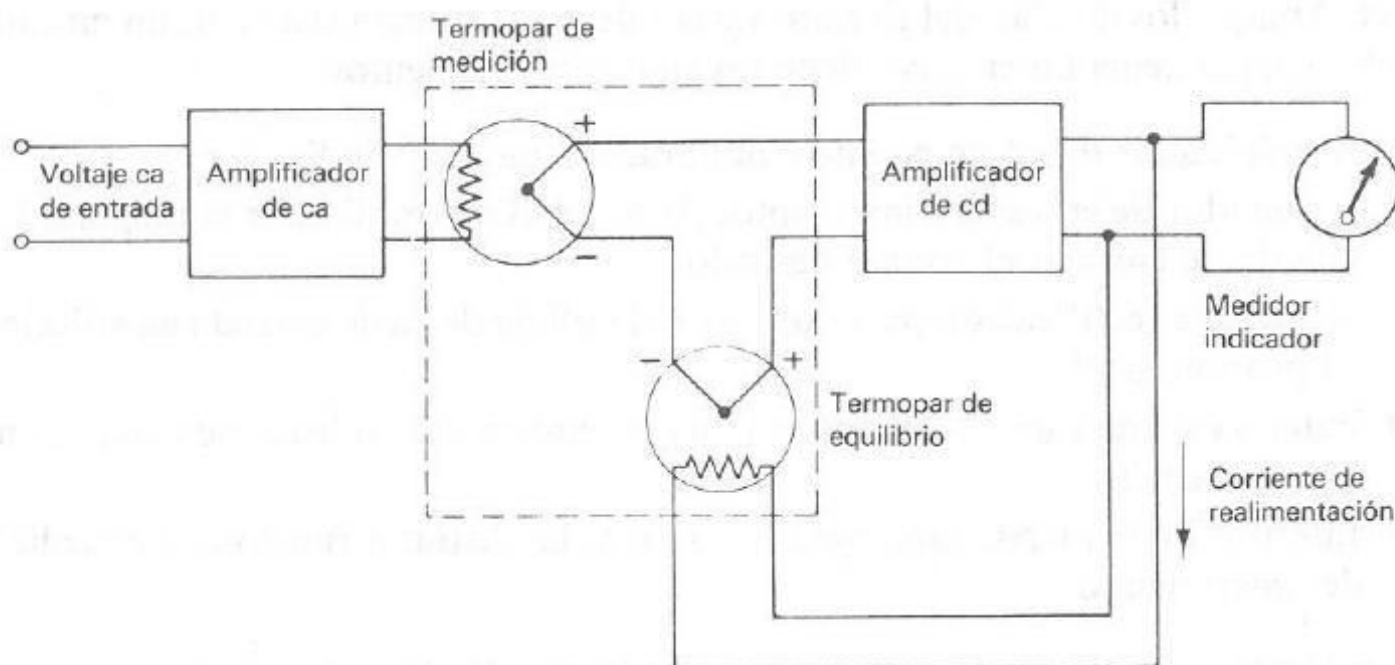 Termopar de
medición
+
Voltaje ca
de entrada
Amplificador
de ca
−
Amplificador
de cd
Medidor
indicador
−
+
Termopar de
equilibrio
Corriente de
realimentación